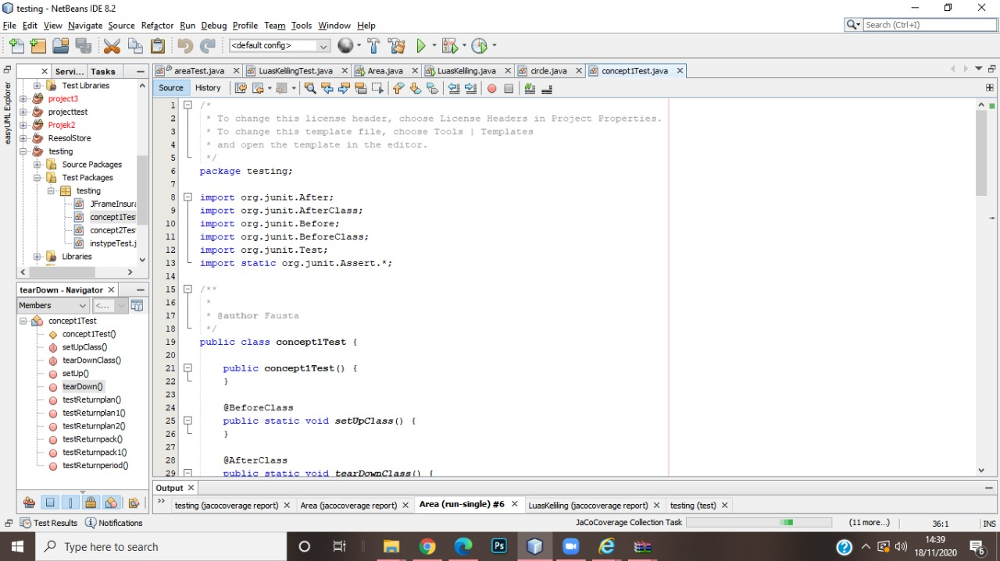 testing - NetBeans IDE 8.2
File Edit View Navigate Source Refactor Run Debug Profile Team Tools Window Help
Search (Ctrl+I)
<default config>
Servi... Tasks
areaTest.java
LuasKelilingTest.java
Area.java
LuasKeliling.java
circle.java
concept1Test.java
easyUML Explorer
Test Libraries
project3
projecttest
Projek2
ReesolStore
testing
Source Packages
Test Packages
testing
JFrameInsura
concept1Tes
concept2Tes
instypeTest.j
Libraries
tearDown - Navigator
Members
<...
concept1Test
concept1Test()
setUpClass()
tearDownClass()
setUp()
tearDown()
testReturnplan()
testReturnplan1()
testReturnplan2()
testReturnpack()
testReturnpack1()
testReturnperiod()
Source History
1 /*
2 * To change this license header, choose License Headers in Project Properties.
3 * To change this template file, choose Tools | Templates
4 * and open the template in the editor.
5 */
6 package testing;
7
8 import org.junit.After;
9 import org.junit.AfterClass;
10 import org.junit.Before;
11 import org.junit.BeforeClass;
12 import org.junit.Test;
13 import static org.junit.Assert.*;
14
15 /**
16 *
17 * @author Fausta
18 */
19 public class concept1Test {
20
21 public concept1Test() {
22 }
23
24 @BeforeClass
25 public static void setUpClass() {
26 }
27
28 @AfterClass
29 public static void tearDownClass() {
Output
testing (jacocoverage report)
Area (jacocoverage report)
Area (run-single) #6
LuasKeliling (jacocoverage report)
testing (test)
Test Results
Notifications
JaCoCoverage Collection Task
(11 more...)
36:1
INS
Type here to search
Ps
14:39
18/11/2020
6